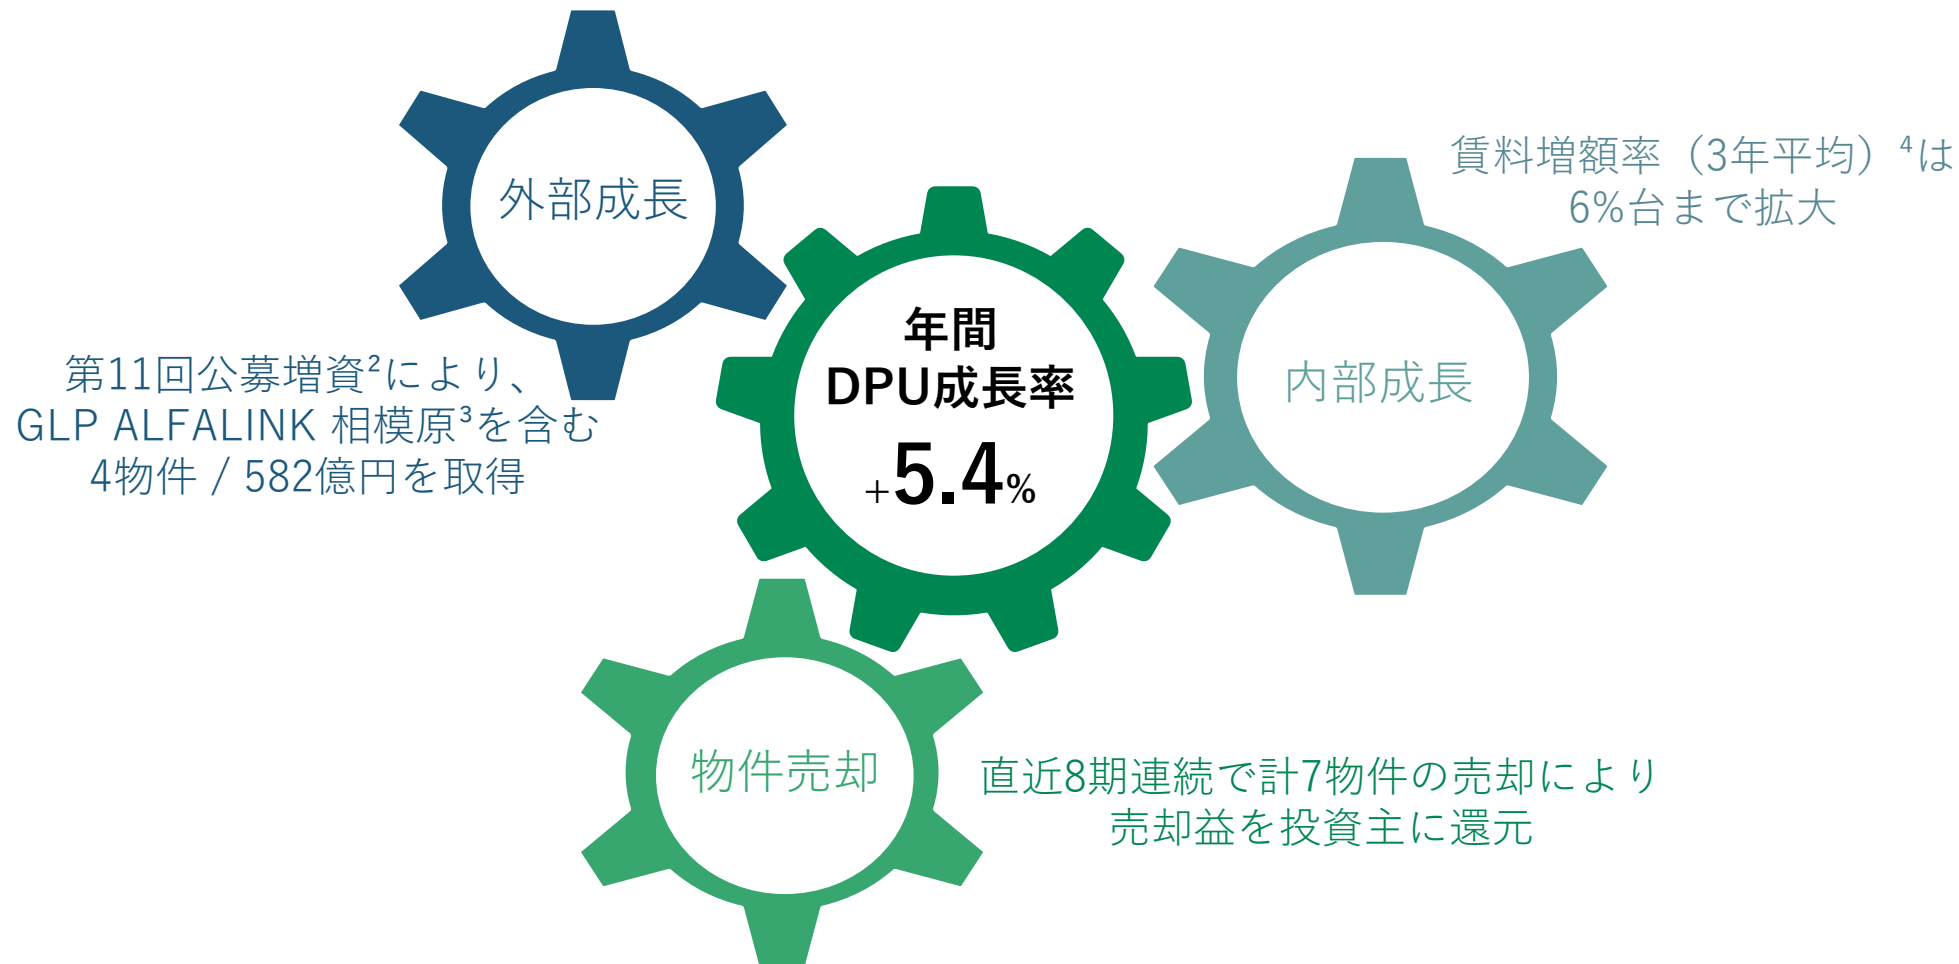 外部成長
第11回公募増資²により、
GLP ALFALINK 相模原³を含む
4物件 / 582億円を取得
年間
DPU成長率
+5.4%
賃料増額率（3年平均）⁴は
6%台まで拡大
内部成長
物件売却
直近8期連続で計7物件の売却により
売却益を投資主に還元